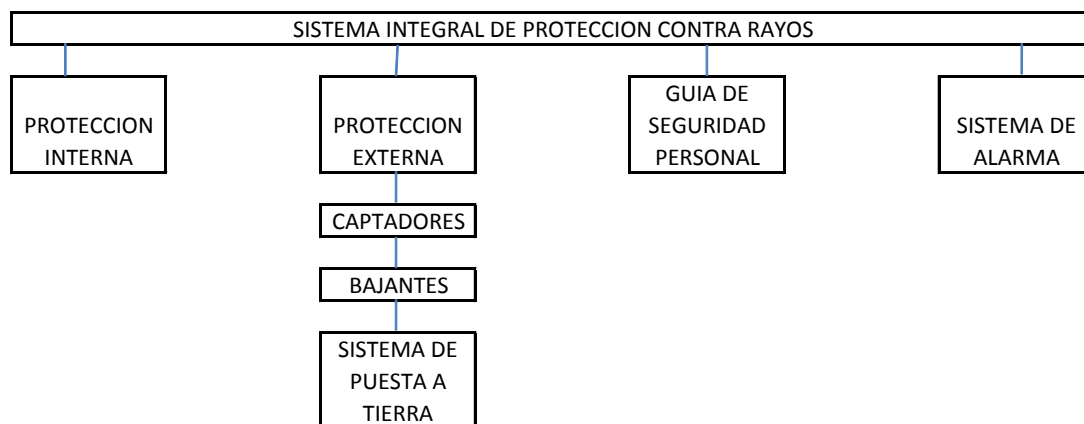 SISTEMA INTEGRAL DE PROTECCION CONTRA RAYOS
PROTECCION
INTERNA
PROTECCION
EXTERNA
GUIA DE
SEGURIDAD
PERSONAL
SISTEMA DE
ALARMA
CAPTADORES
BAJANTES
SISTEMA DE
PUESTA A
TIERRA